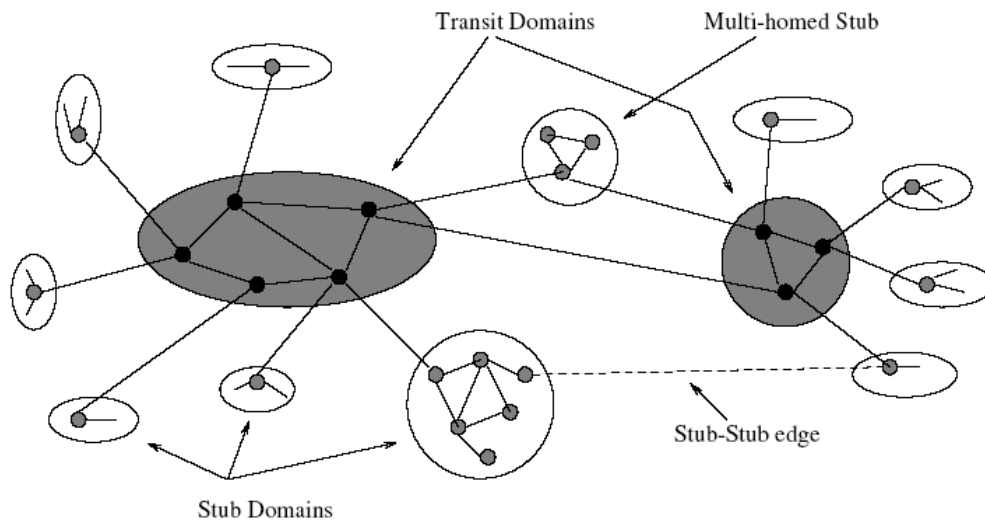 Transit Domains
Multi-homed Stub
Stub-Stub edge
Stub Domains